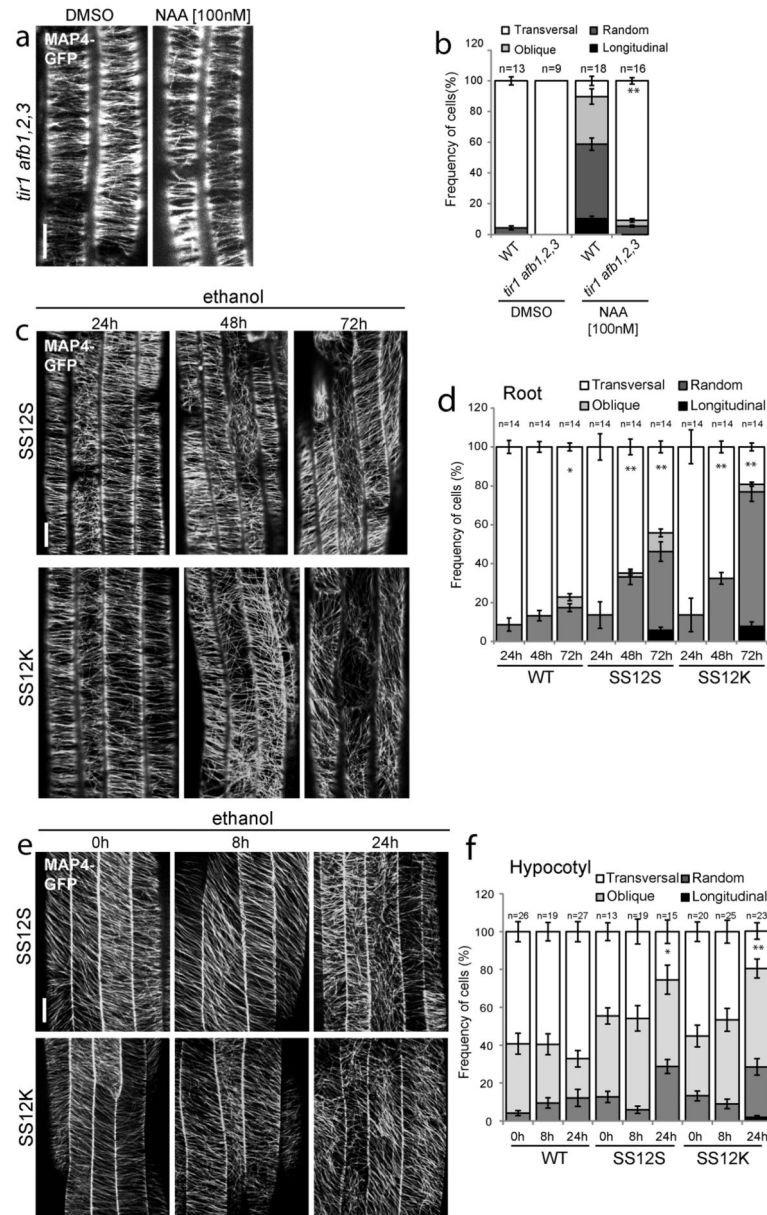 a
DMSO
NAA [100nM]
MAP4-
GFP
tir1 afb1,2,3
b
Transversal
Random
Oblique
Longitudinal
Frequency of cells(%)
120
100
80
60
40
20
0
n=13
n=9
n=18
n=16
**
WT
tir1 afb1,2,3
WT
tir1 afb1,2,3
DMSO
NAA
[100nM]
c
ethanol
24h
48h
72h
MAP4-
GFP
SS12S
SS12K
d
Root
Transversal
Random
Oblique
Longitudinal
Frequency of cells (%)
120
100
80
60
40
20
0
n=14 n=14 n=14 n=14 n=14 n=14 n=14 n=14 n=14
* ** ** ** **
24h 48h 72h 24h 48h 72h 24h 48h 72h
WT SS12S SS12K
e
ethanol
0h
8h
24h
MAP4-
GFP
SS12S
SS12K
f
Hypocotyl
Transversal
Random
Oblique
Longitudinal
Frequency of cells (%)
120
100
80
60
40
20
0
n=26 n=19 n=27 n=13 n=19 n=15 n=20 n=25 n=23
* **
0h 8h 24h 0h 8h 24h 0h 8h 24h
WT SS12S SS12K